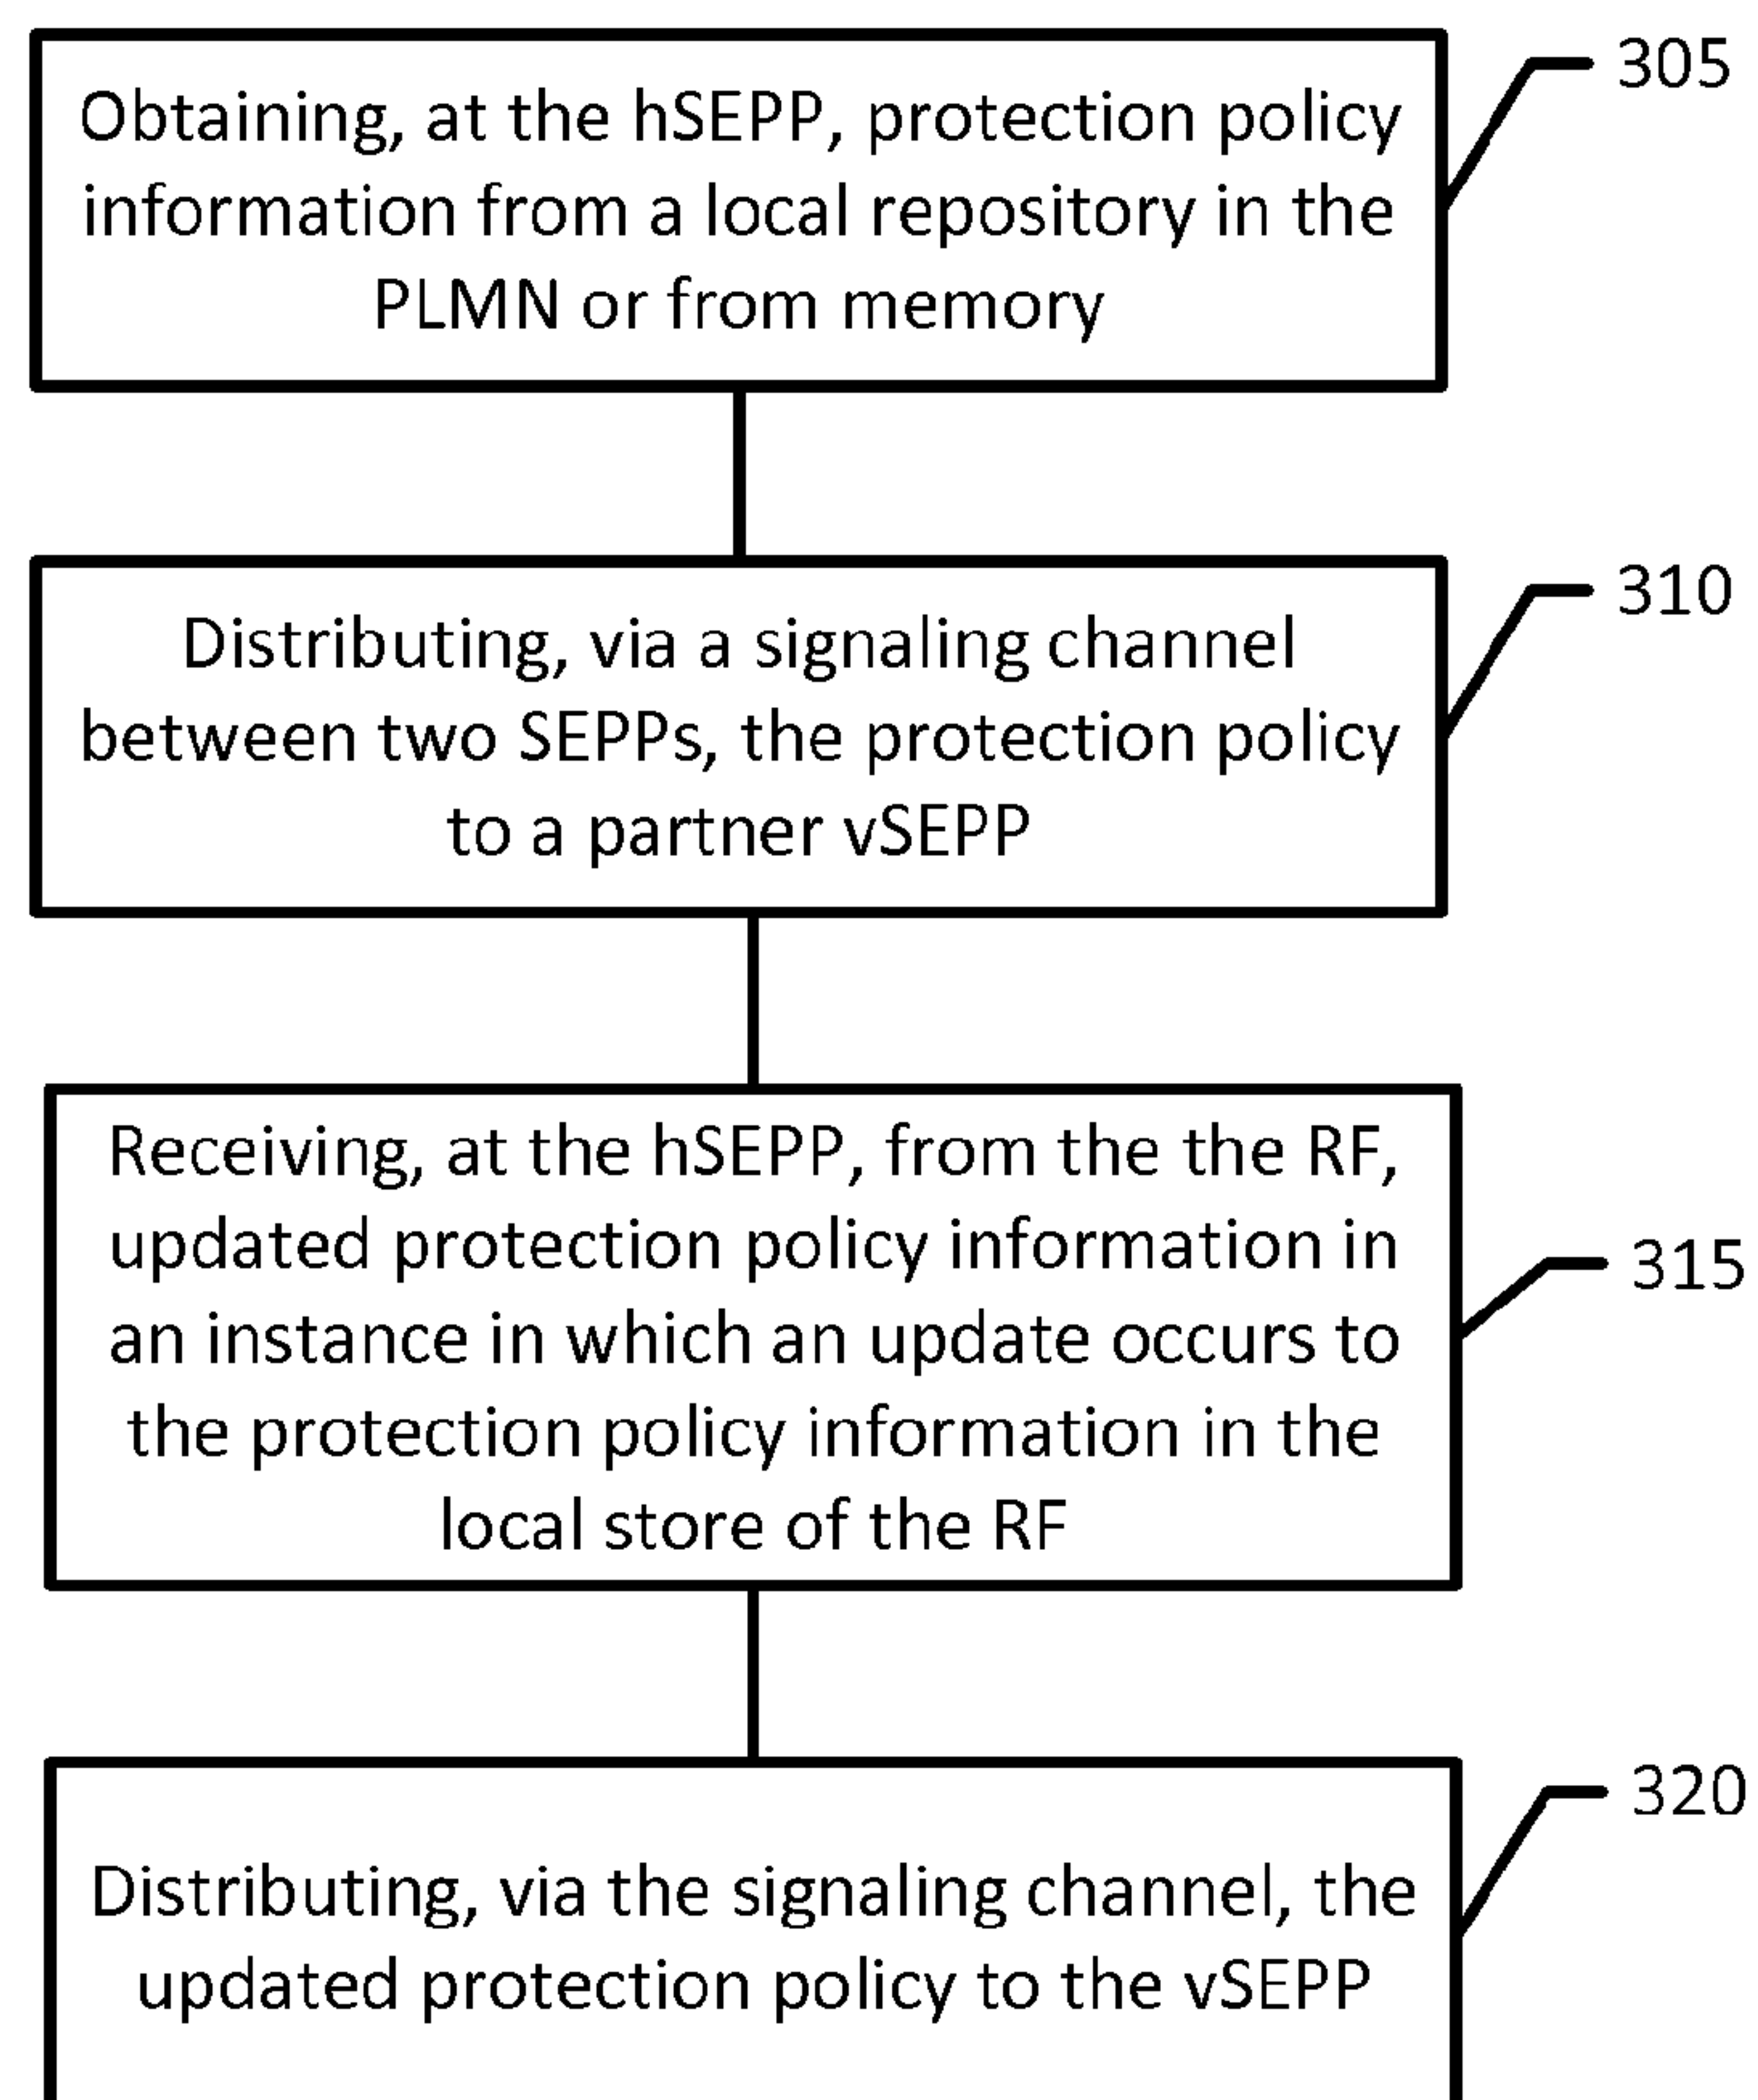 Obtaining, at the hSEPP, protection policy
information from a local repository in the
PLMN or from memory
305
Distributing, via a signaling channel
between two SEPPs, the protection policy
to a partner vSEPP
310
Receiving, at the hSEPP, from the the RF,
updated protection policy information in
an instance in which an update occurs to
the protection policy information in the
local store of the RF
315
Distributing, via the signaling channel, the
updated protection policy to the vSEPP
320